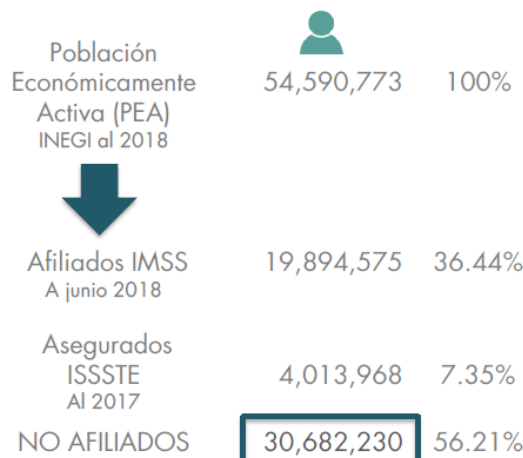 Población
Económicamente
Activa (PEA)
INEGI al 2018
54,590,773 100%
Afiliados IMSS
A junio 2018
19,894,575 36.44%
Asegurados
ISSSTE
Al 2017
4,013,968 7.35%
NO AFILIADOS 30,682,230 56.21%